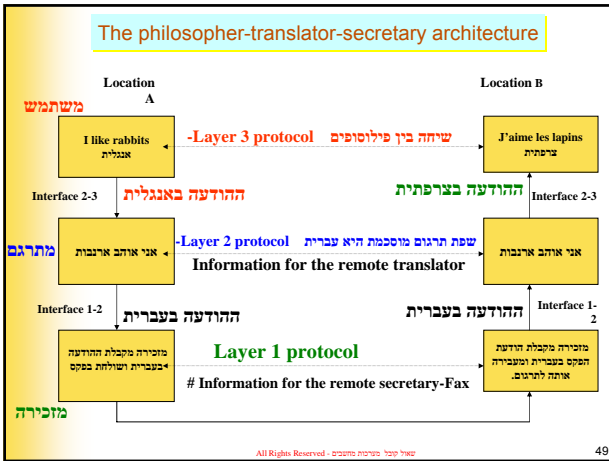 The philosopher-translator-secretary architecture
Location
A
Location B
משתמש
I like rabbits
אנגלית
-Layer 3 protocol שיחה בין פילוסופים
J'aime les lapins
צרפתית
Interface 2-3
ההודעה באנגלית
ההודעה בצרפתית
Interface 2-3
מתרגם
אני אוהב ארנבות
-Layer 2 protocol שפת תרגום מוסכמת היא עברית
Information for the remote translator
אני אוהב ארנבות
Interface 1-2
ההודעה בעברית
ההודעה בעברית
Interface 1-
2
מזכירה מקבלת ההודעה
בעברית ושולחת בפקס
Layer 1 protocol
# Information for the remote secretary-Fax
מזכירה מקבלת הודעת
הפקס בעברית ומעבירה
אותה לתרגום.
מזכירה
All Rights Reserved - שאול קובל מערכות מחשבים
49